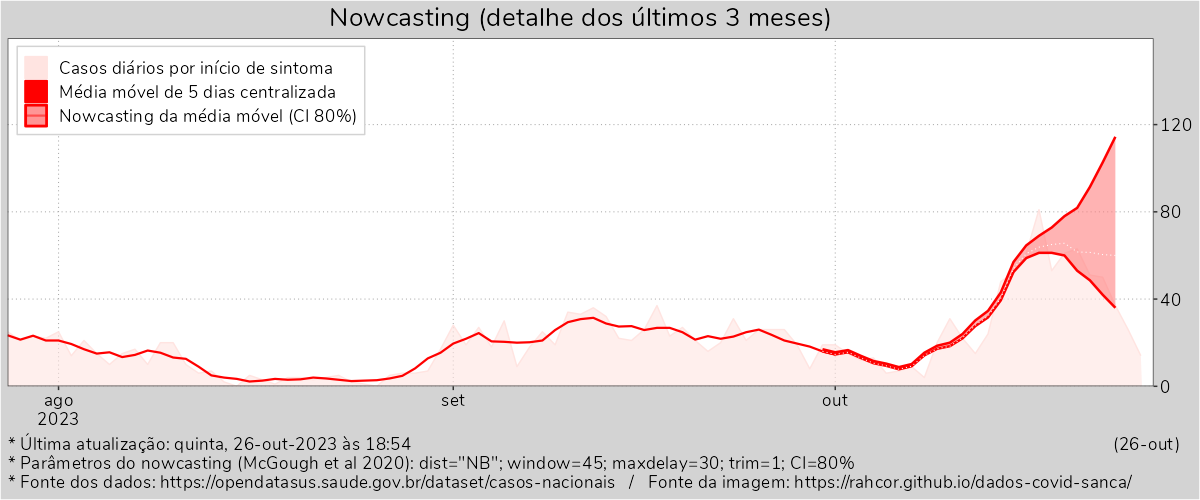 Nowcasting (detalhe dos últimos 3 meses)
Casos diários por início de sintoma
Média móvel de 5 dias centralizada
Nowcasting da média móvel (CI 80%)
120
80
40
0
ago
2023
set
out
* Última atualização: quinta, 26-out-2023 às 18:54
(26-out)
* Parâmetros do nowcasting (McGough et al 2020): dist="NB"; window=45; maxdelay=30; trim=1; CI=80%
* Fonte dos dados: https://opendatasus.saude.gov.br/dataset/casos-nacionais / Fonte da imagem: https://rahcor.github.io/dados-covid-sanca/